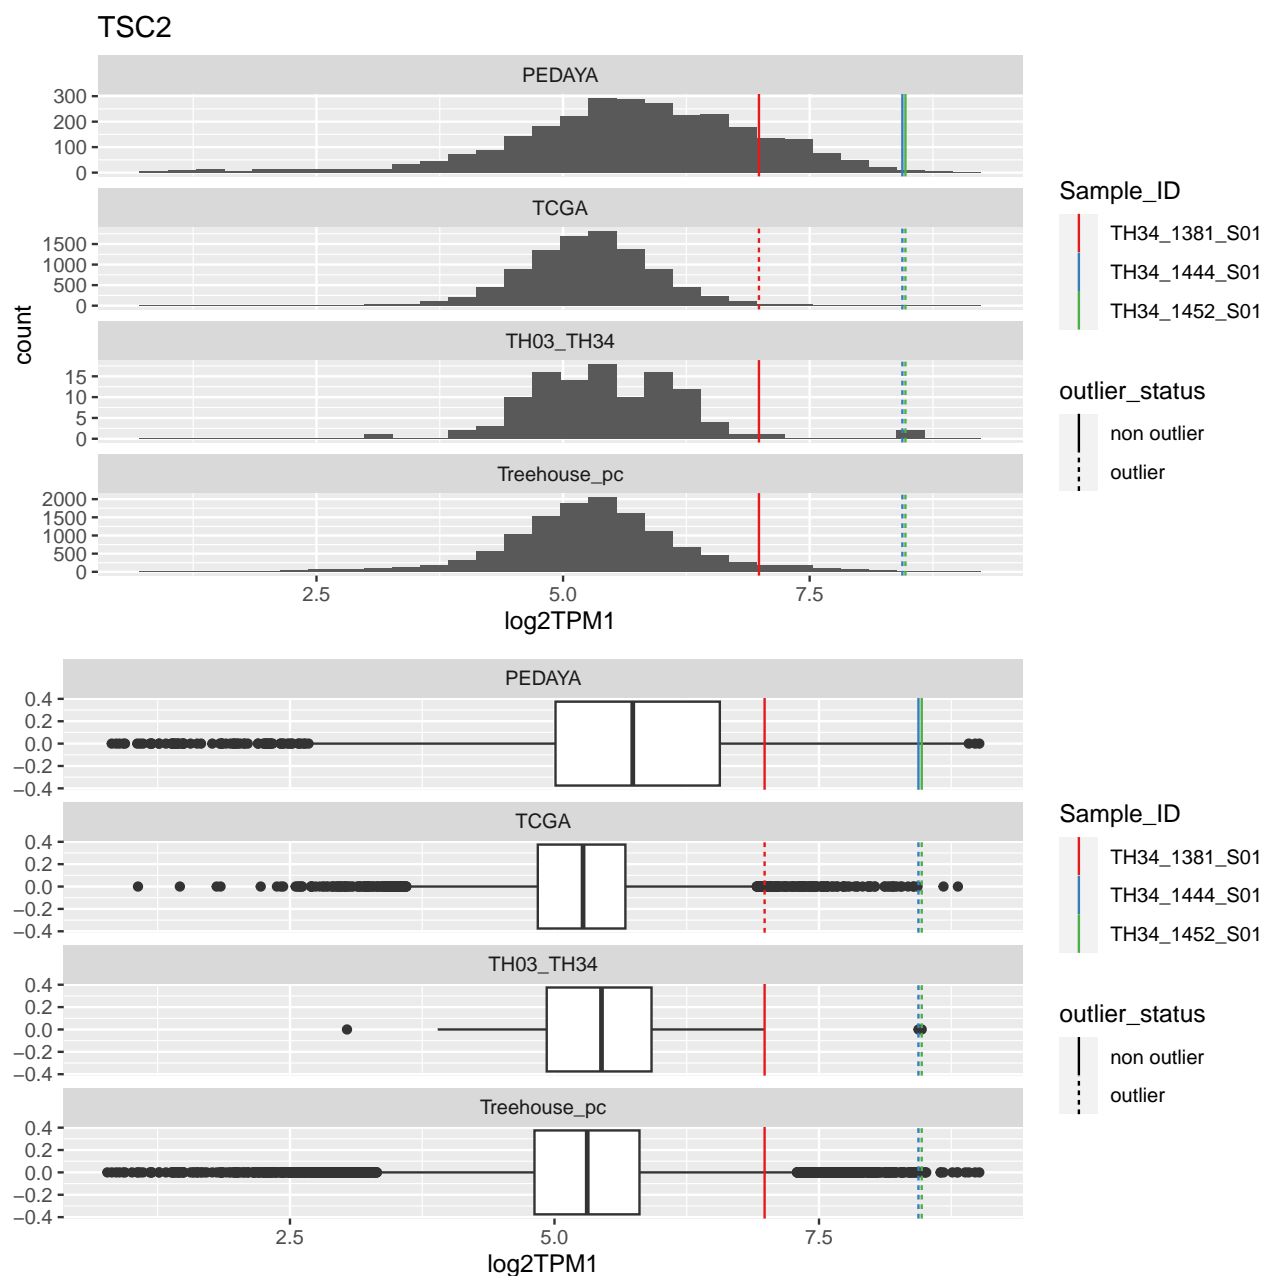 TSC2
PEDAYA
300
200
100
0
TCGA
1500
1000
500
0
TH03_TH34
15
10
5
0
Treehouse_pc
2000
1500
1000
500
0
2.5 5.0 7.5
log2TPM1
count
Sample_ID
TH34_1381_S01
TH34_1444_S01
TH34_1452_S01
outlier_status
non outlier
outlier
PEDAYA
0.4
0.2
0.0
−0.2
−0.4
TCGA
0.4
0.2
0.0
−0.2
−0.4
TH03_TH34
0.4
0.2
0.0
−0.2
−0.4
Treehouse_pc
0.4
0.2
0.0
−0.2
−0.4
2.5 5.0 7.5
log2TPM1
Sample_ID
TH34_1381_S01
TH34_1444_S01
TH34_1452_S01
outlier_status
non outlier
outlier